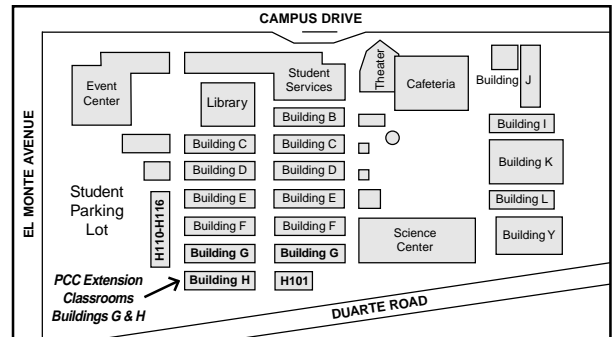 CAMPUS DRIVE
EL MONTE AVENUE
Event
Center
Student
Services
Theater
Cafeteria
Building J
Library
Building B
Building I
Building C
Building C
Building K
Building D
Building D
Student
Parking
Lot
H110-H116
Building E
Building E
Building L
Building F
Building F
Science
Center
Building Y
Building G
Building G
PCC Extension
Classrooms
Buildings G & H
Building H
H101
DUARTE ROAD